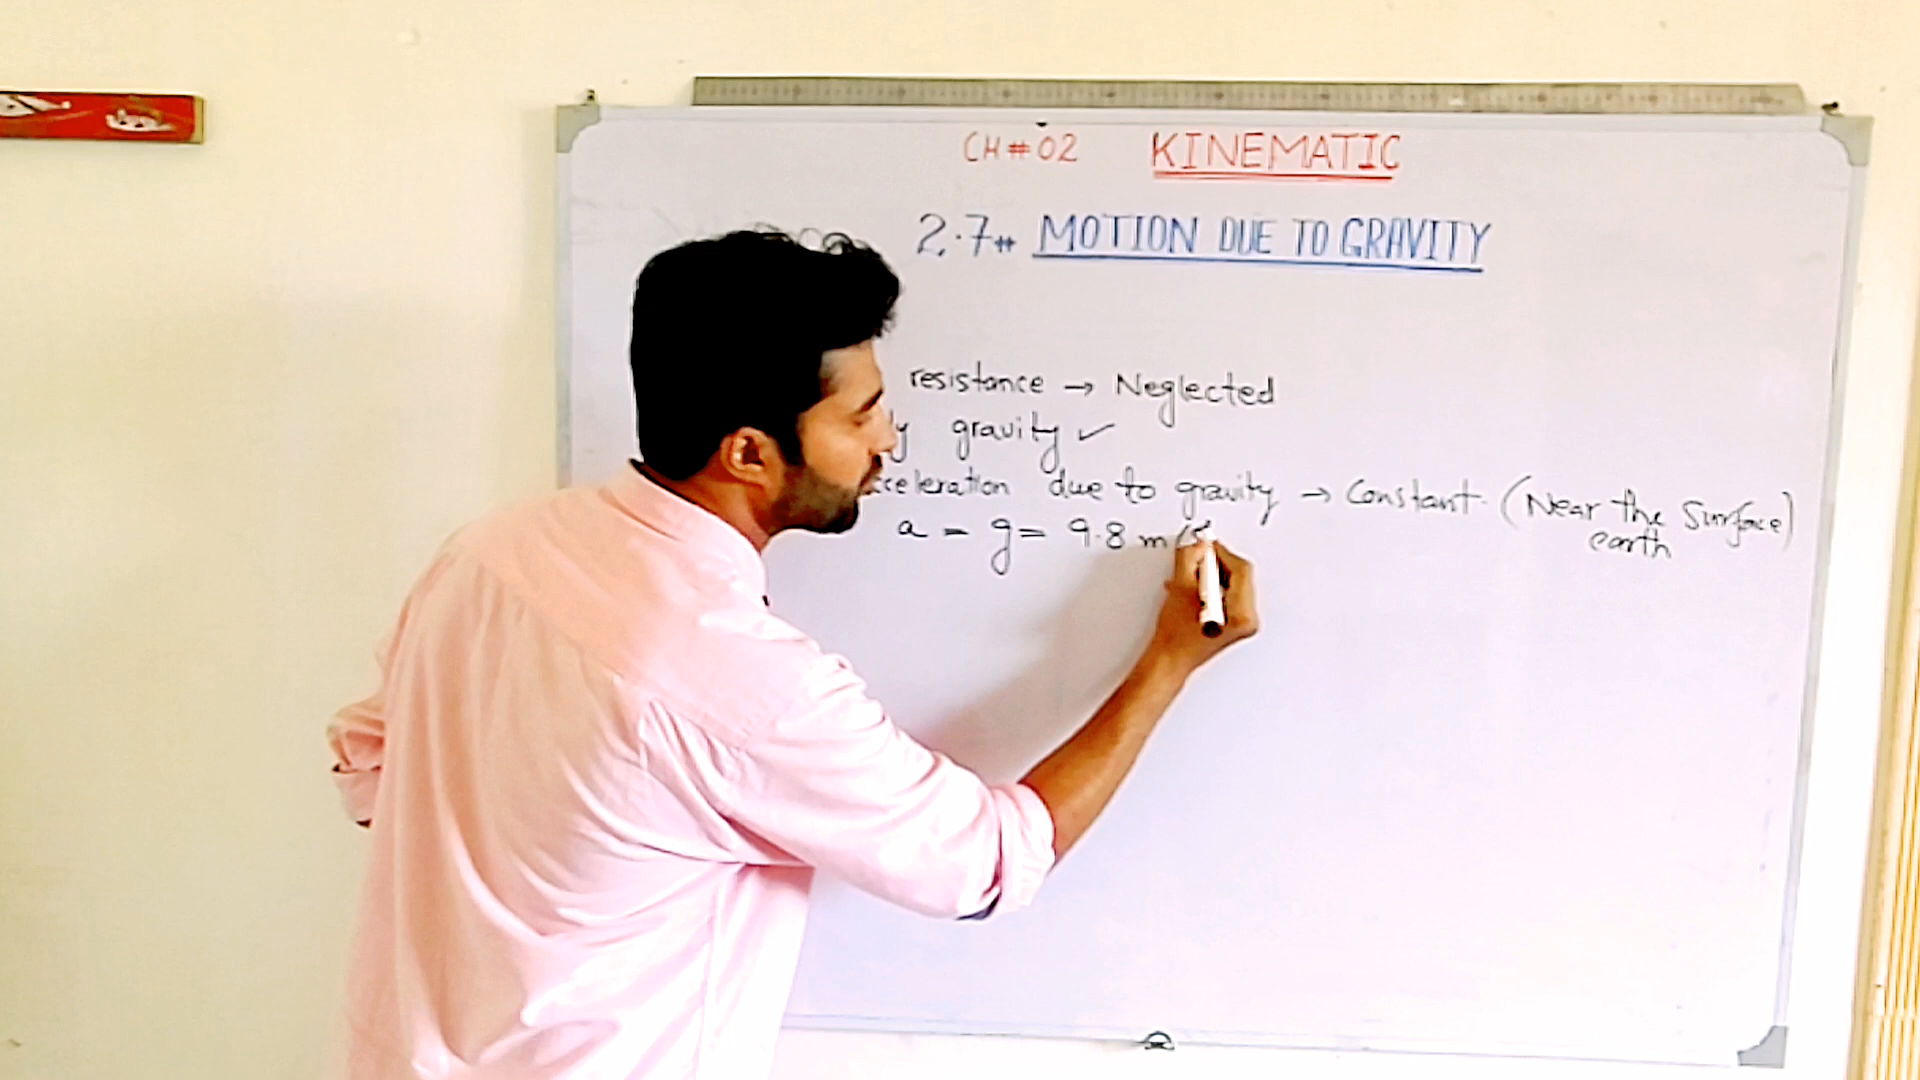 CH # 02 KINEMATIC
2.7# MOTION DUE TO GRAVITY
resistance → Neglected
gravity ✓
due to gravity → Constant. (Near the Surface)
earth
a = g = 9.8 m/s